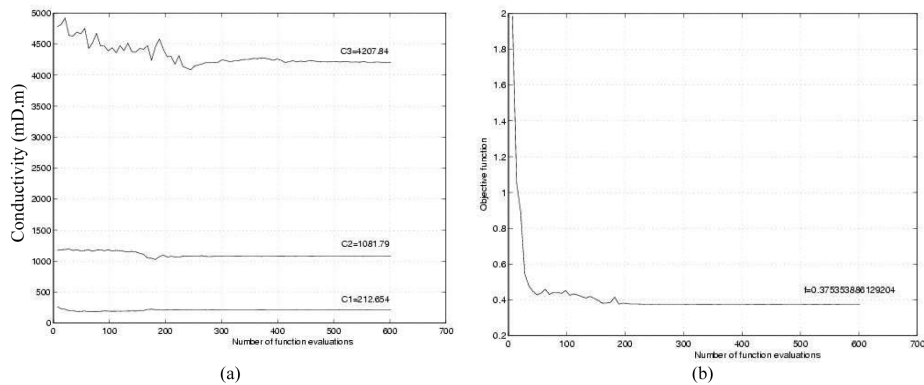 5000
4500
4000
3500
3000
2500
2000
1500
1000
500
0
Conductivity (mD.m)
C3=4207.84
C2=1081.79
C1=212.654
0 100 200 300 400 500 600 700
Number of function evaluations
(a)
2
1.8
1.6
1.4
1.2
1
0.8
0.6
0.4
0.2
Objective function
f=0.375353886129204
0 100 200 300 400 500 600 700
Number of function evaluations
(b)